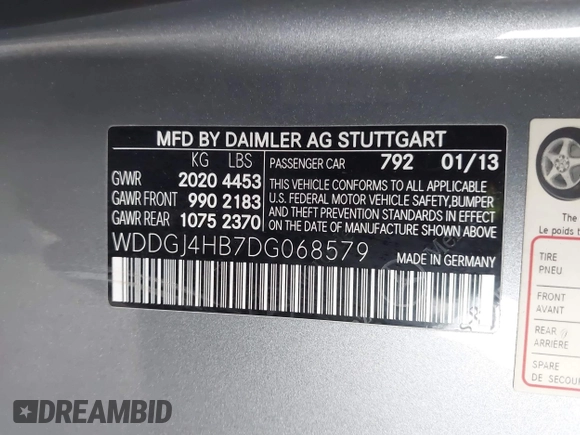 MFD BY DAIMLER AG STUTTGART
KG LBS PASSENGER CAR 792 01/13
GVWR 2020 4453
GAWR FRONT 990 2183
GAWR REAR 1075 2370
THIS VEHICLE CONFORMS TO ALL APPLICABLE
U.S. FEDERAL MOTOR VEHICLE SAFETY, BUMPER
AND THEFT PREVENTION STANDARDS IN EFFECT
ON THE DATE OF MANUFACTURE SHOWN ABOVE.
WDDGJ4HB7DG068579
MADE IN GERMANY
The
Le poids t
TIRE
PNEU
FRONT
AVANT
REAR
ARRIÈRE
SPARE
DE SECOU
DREAMBID